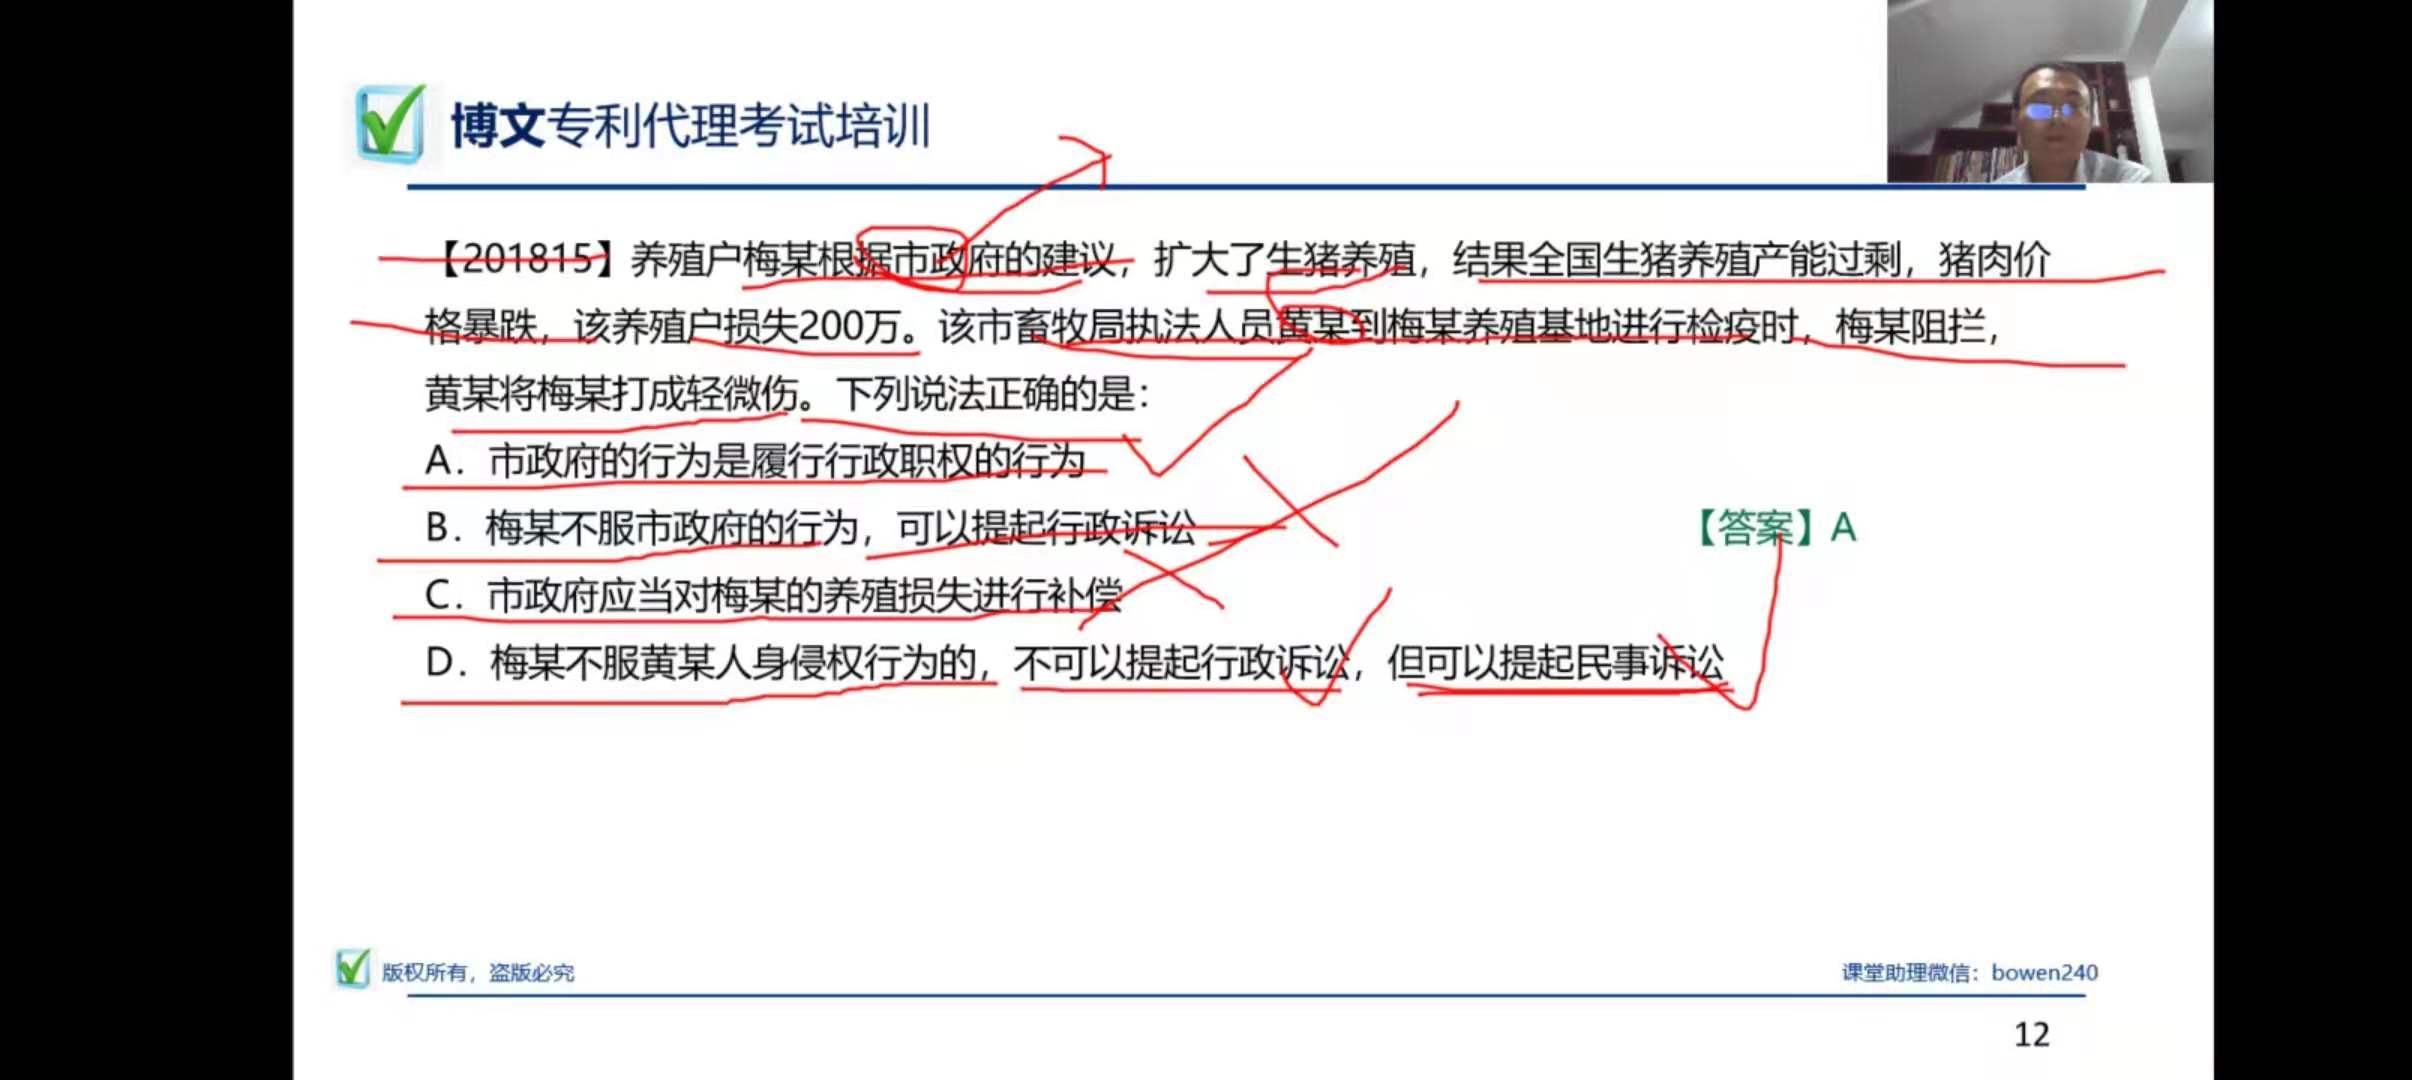 博文专利代理考试培训
【201815】养殖户梅某根据市政府的建议，扩大了生猪养殖，结果全国生猪养殖产能过剩，猪肉价
格暴跌，该养殖户损失200万。该市畜牧局执法人员黄某到梅某养殖基地进行检疫时，梅某阻拦，
黄某将梅某打成轻微伤。下列说法正确的是：
A．市政府的行为是履行行政职权的行为
B．梅某不服市政府的行为，可以提起行政诉讼
【答案】A
C．市政府应当对梅某的养殖损失进行补偿
D．梅某不服黄某人身侵权行为的，不可以提起行政诉讼，但可以提起民事诉讼
版权所有，盗版必究
课堂助理微信：bowen240
12